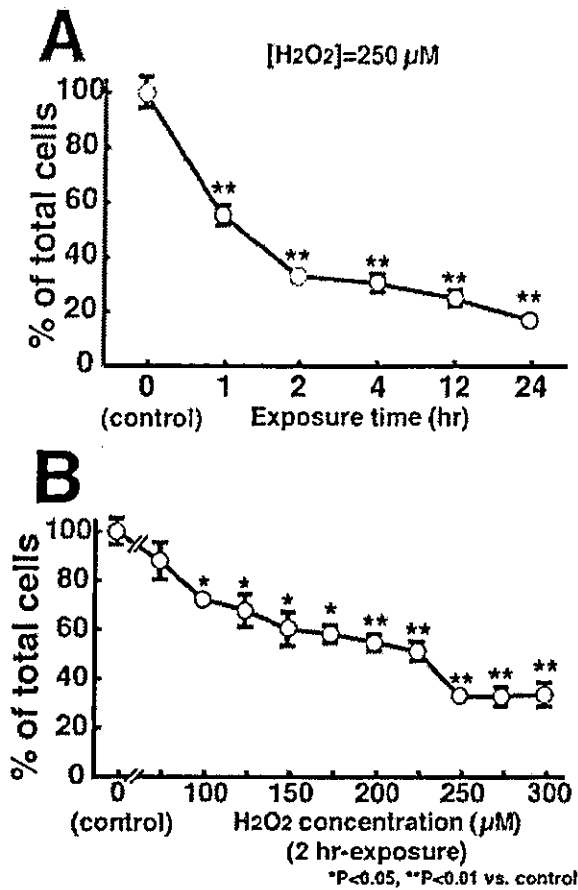 A
[H2O2]=250 µM
% of total cells
100
80
60
40
20
0
** ** ** ** **
0 1 2 4 12 24
(control) Exposure time (hr)
B
% of total cells
100
80
60
40
20
0
* * * * ** ** ** ** **
0 100 150 200 250 300
(control) H2O2 concentration (µM)
(2 hr-exposure)
*P<0.05, **P<0.01 vs. control